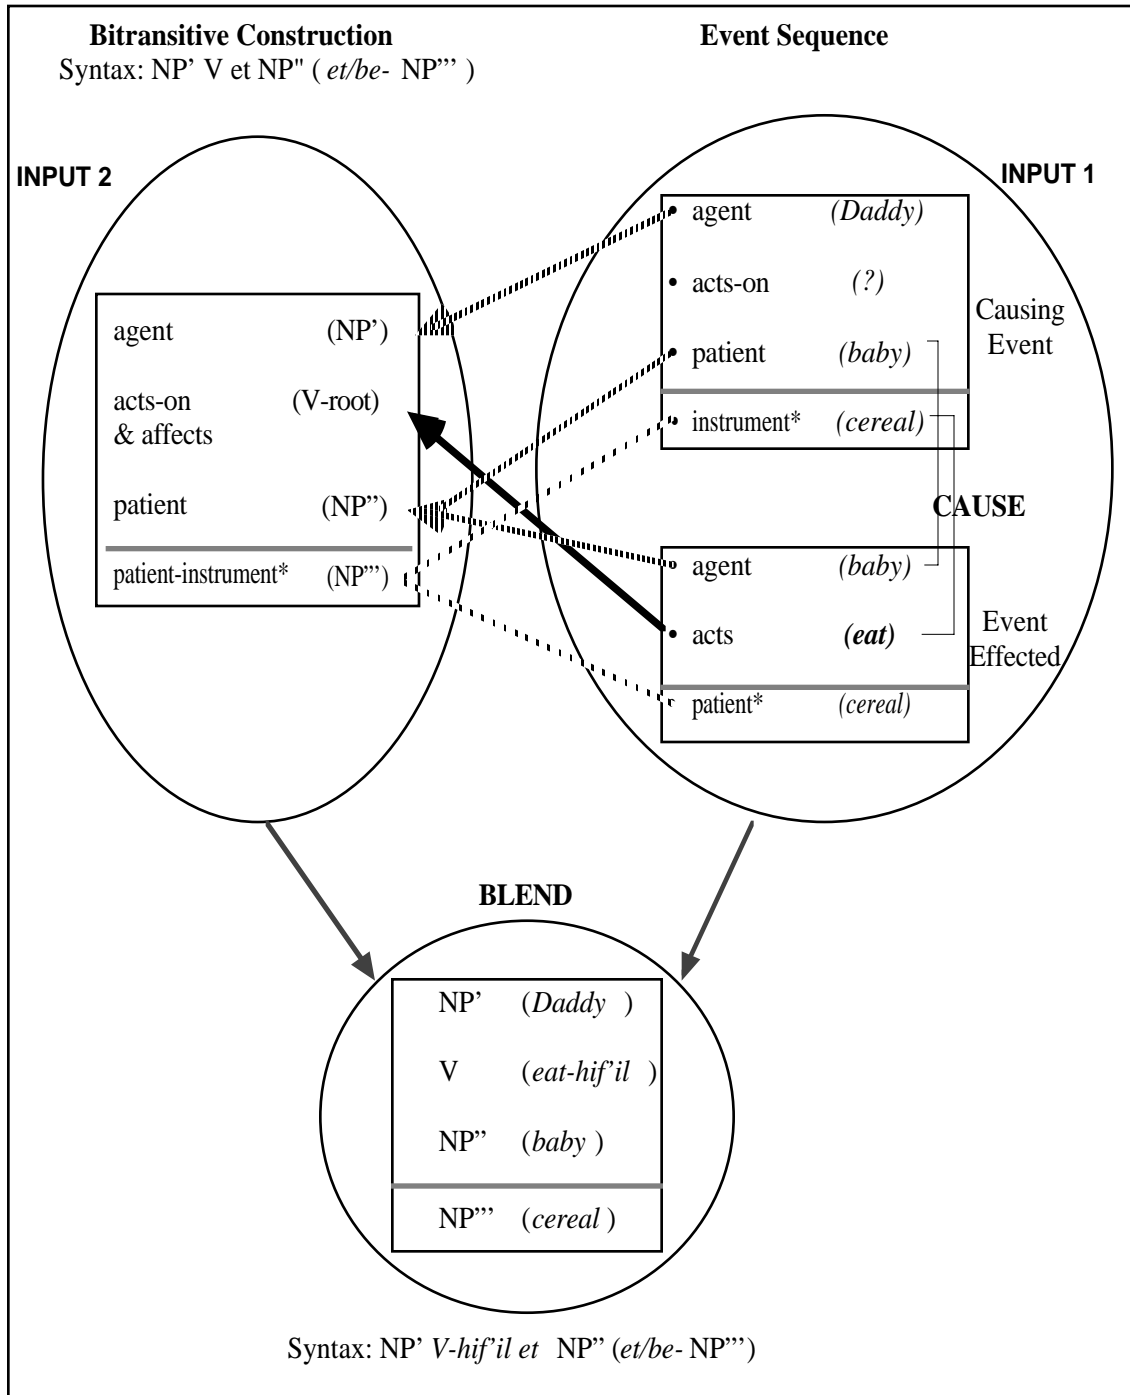 Bitransitive Construction
Syntax: NP' V et NP" ( et/be- NP"' )
Event Sequence
INPUT 2
INPUT 1
agent (NP')
acts-on (V-root)
& affects
patient (NP")
patient-instrument* (NP"')
• agent (Daddy)
• acts-on (?)
• patient (baby)
• instrument* (cereal)
Causing
Event
CAUSE
• agent (baby)
• acts (eat)
• patient* (cereal)
Event
Effected
BLEND
NP' (Daddy )
V (eat-hif'il )
NP" (baby )
NP"' (cereal )
Syntax: NP' V-hif'il et NP" (et/be- NP"')